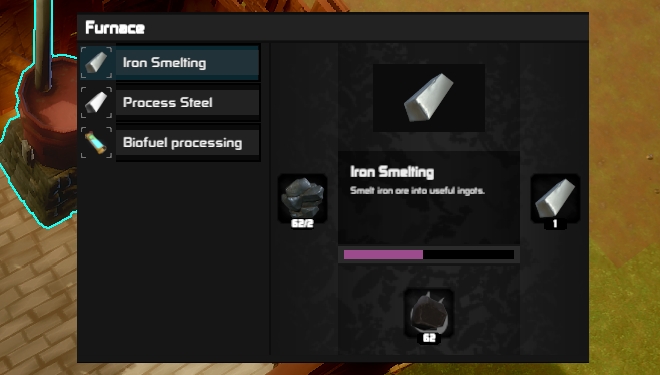 Furnace
Iron Smelting
Process Steel
Biofuel processing
Iron Smelting
Smelt iron ore into useful ingots.
62/2
1
62